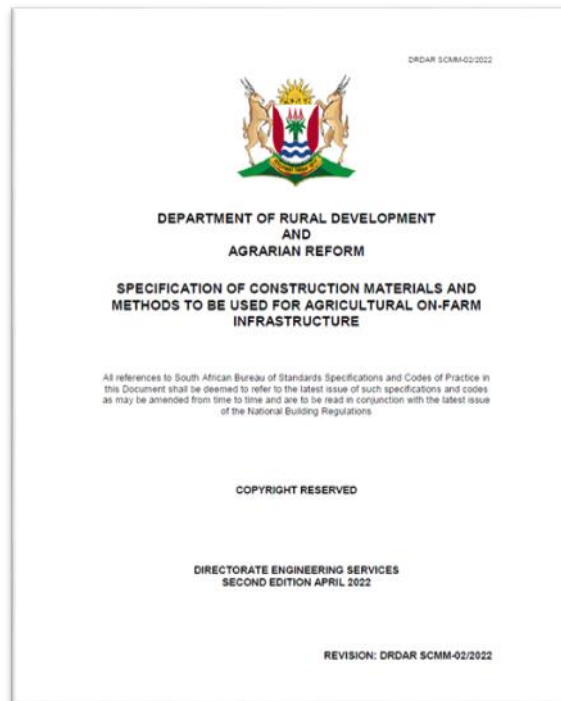 DRDAR SCMM-02/2022
DEPARTMENT OF RURAL DEVELOPMENT
AND
AGRARIAN REFORM
SPECIFICATION OF CONSTRUCTION MATERIALS AND
METHODS TO BE USED FOR AGRICULTURAL ON-FARM
INFRASTRUCTURE
All references to South African Bureau of Standards Specifications and Codes of Practice in
this Document shall be deemed to refer to the latest issue of such specifications and codes
as may be amended from time to time and are to be read in conjunction with the latest issue
of the National Building Regulations
COPYRIGHT RESERVED
DIRECTORATE ENGINEERING SERVICES
SECOND EDITION APRIL 2022
REVISION: DRDAR SCMM-02/2022